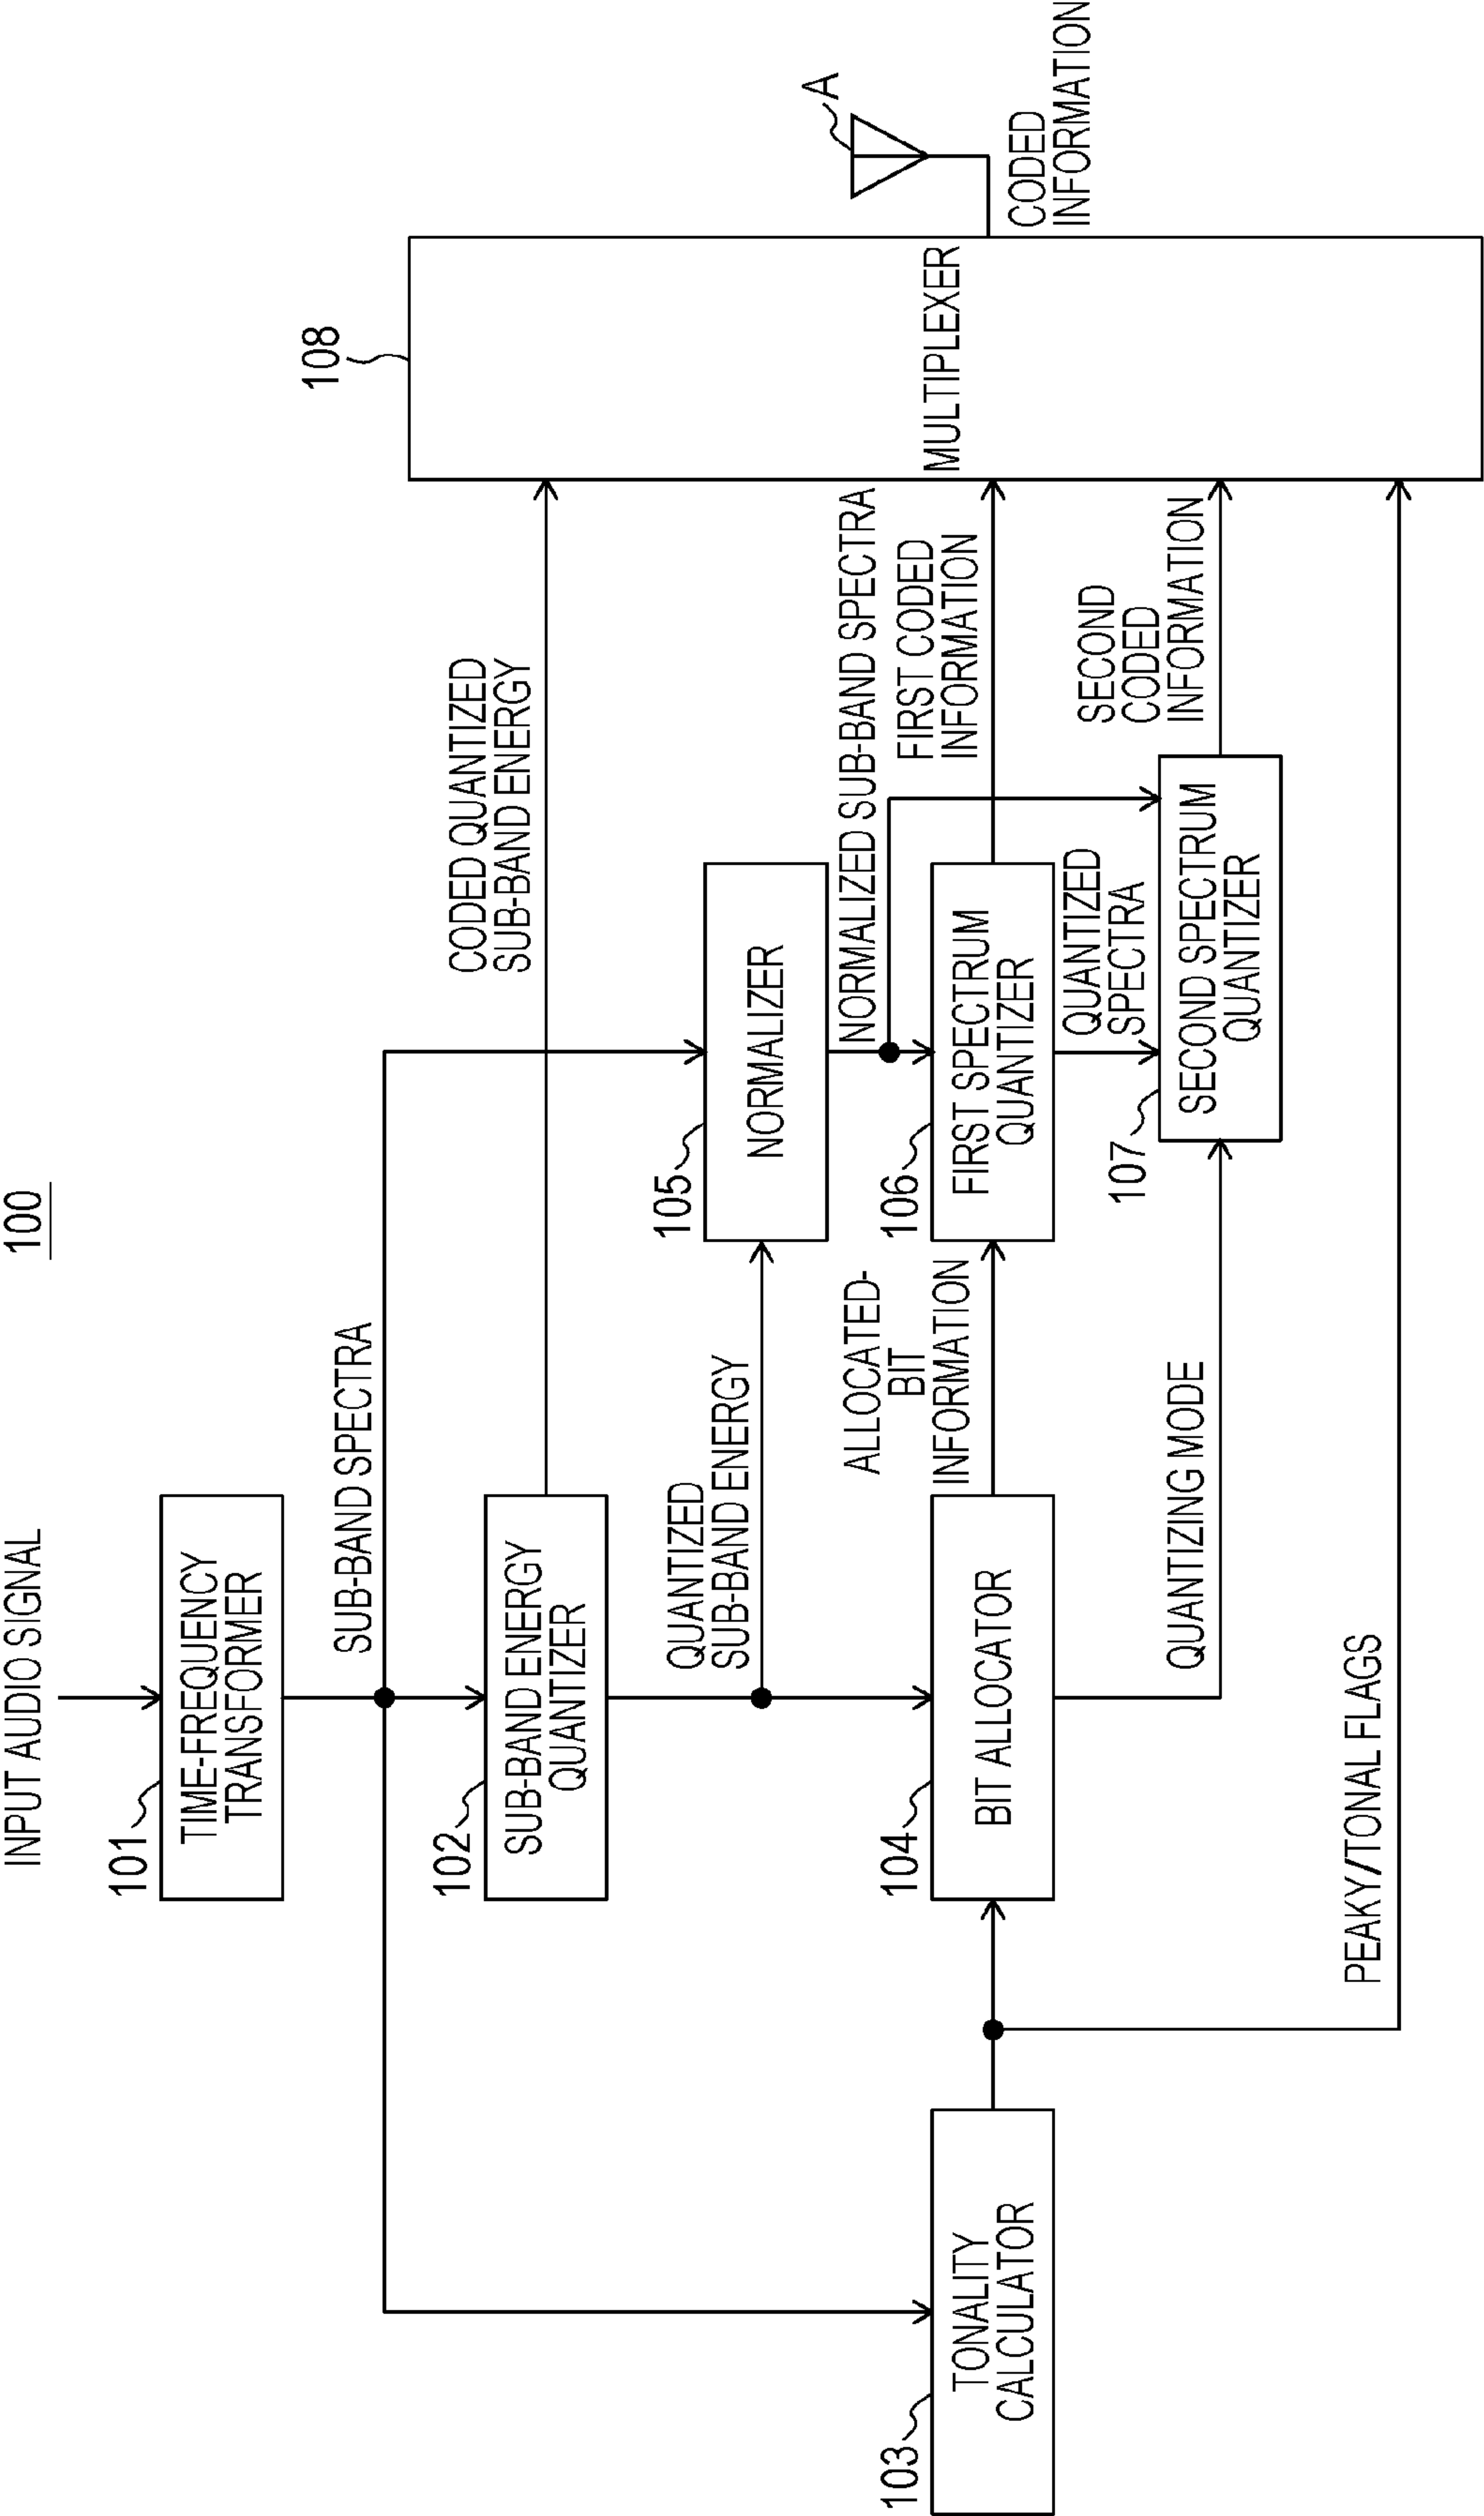 100
INPUT AUDIO SIGNAL
101
TIME-FREQUENCY
TRANSFORMER
SUB-BAND SPECTRA
108
102
SUB-BAND ENERGY
QUANTIZER
CODED QUANTIZED
SUB-BAND ENERGY
QUANTIZED
SUB-BAND ENERGY
105
NORMALIZER
NORMALIZED SUB-BAND SPECTRA
A
103
TONALITY
CALCULATOR
104
BIT ALLOCATOR
ALLOCATED-
BIT
INFORMATION
106
FIRST SPECTRUM
QUANTIZER
FIRST CODED
INFORMATION
MULTIPLEXER
CODED
INFORMATION
QUANTIZED
SPECTRA
107
SECOND SPECTRUM
QUANTIZER
SECOND
CODED
INFORMATION
QUANTIZING MODE
PEAKY/TONAL FLAGS